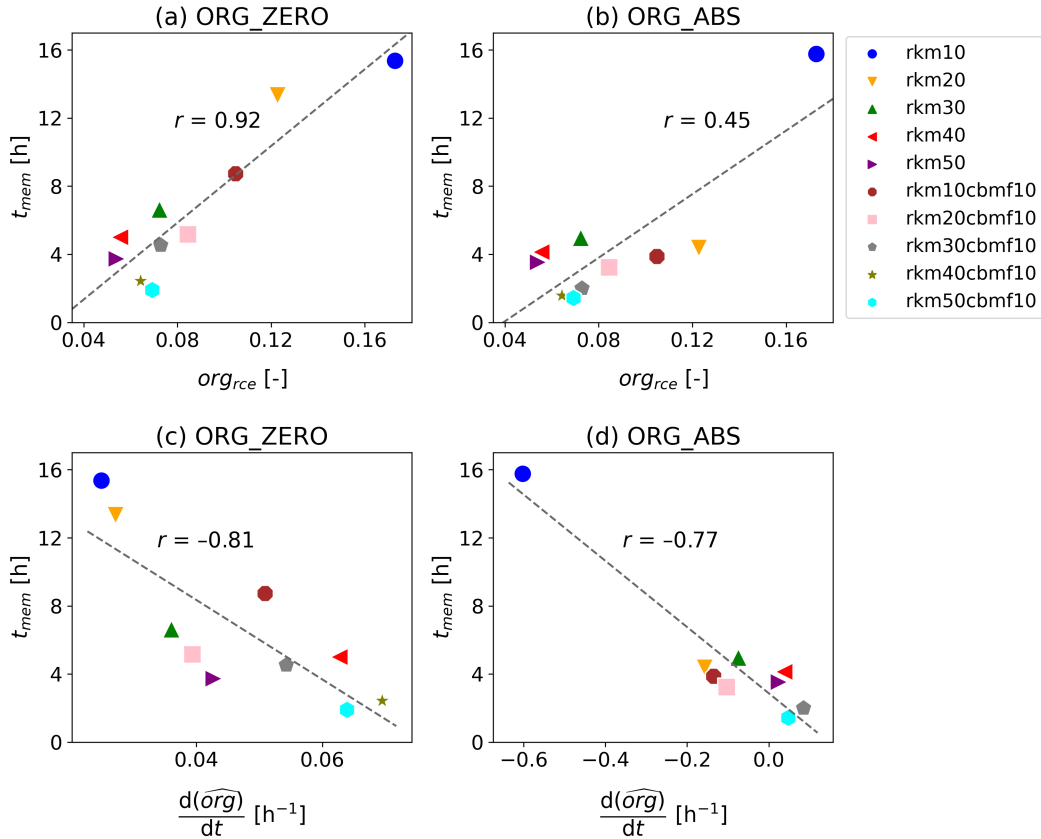 (a) ORG_ZERO
16
12
8
4
0
t_mem [h]
r = 0.92
0.04 0.08 0.12 0.16
org_rce [-]
(b) ORG_ABS
16
12
8
4
0
t_mem [h]
r = 0.45
0.04 0.08 0.12 0.16
org_rce [-]
rkm10
rkm20
rkm30
rkm40
rkm50
rkm10cbmf10
rkm20cbmf10
rkm30cbmf10
rkm40cbmf10
rkm50cbmf10
(c) ORG_ZERO
16
12
8
4
0
t_mem [h]
r = –0.81
0.04 0.06
d(org)/dt [h⁻¹]
(d) ORG_ABS
16
12
8
4
0
t_mem [h]
r = –0.77
−0.6 −0.4 −0.2 0.0
d(org)/dt [h⁻¹]